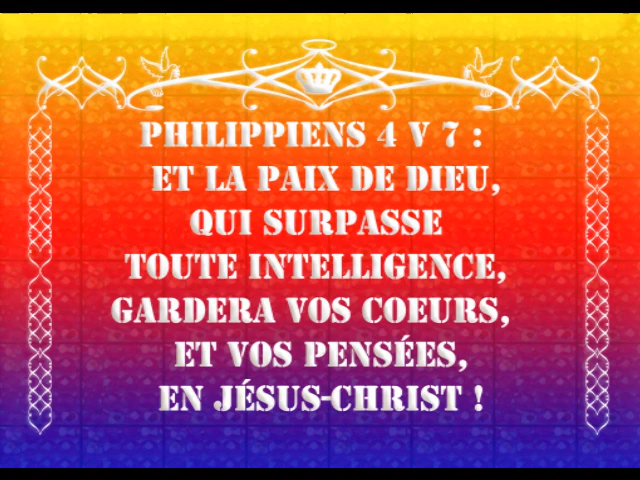 PHILIPPIENS 4 V 7 :
ET LA PAIX DE DIEU,
QUI SURPASSE
TOUTE INTELLIGENCE,
GARDERA VOS COEURS,
ET VOS PENSÉES,
EN JÉSUS-CHRIST !